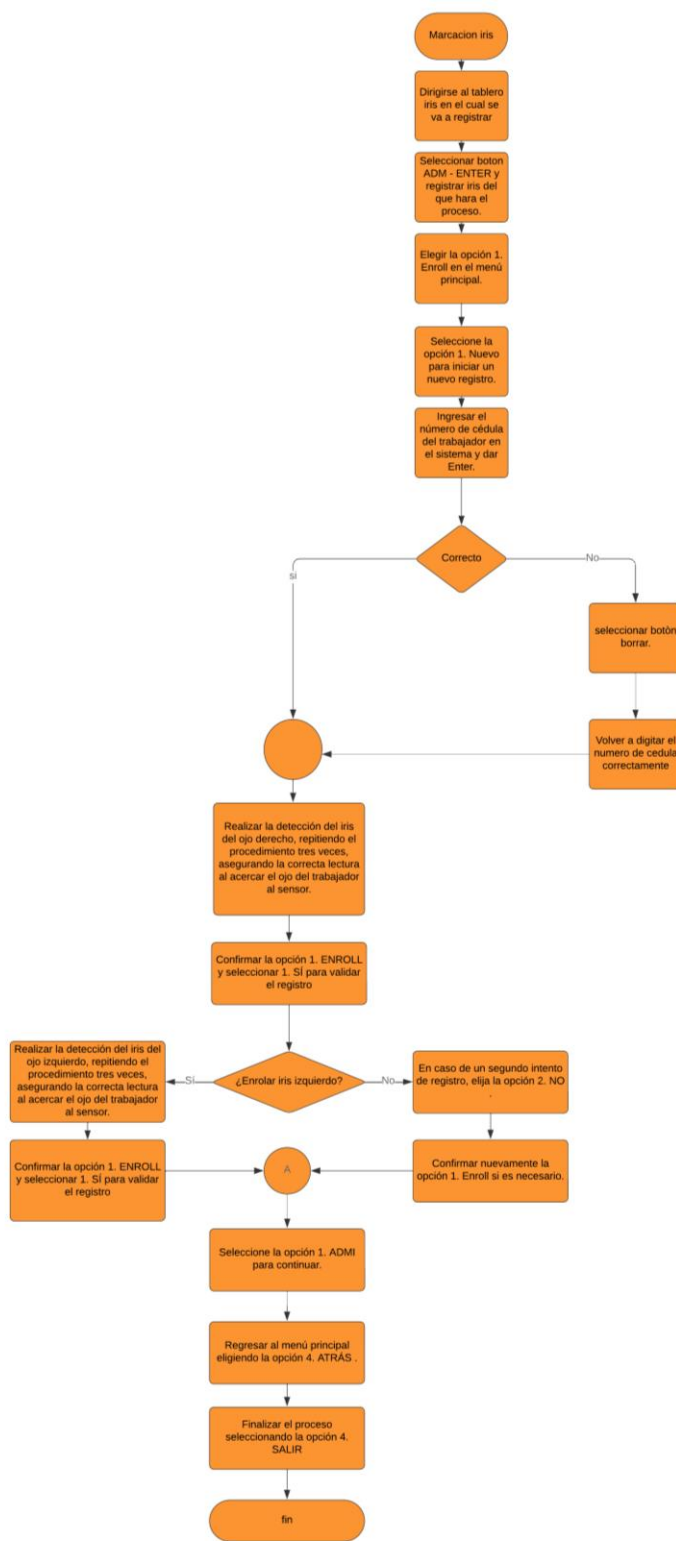 Marcacion iris
Dirigirse al tablero
iris en el cual se
va a registrar
Seleccionar boton
ADM - ENTER y
registrar iris del
que hara el
proceso.
Elegir la opción 1.
Enroll en el menú
principal.
Seleccione la
opción 1. Nuevo
para iniciar un
nuevo registro.
Ingresar el
número de cédula
del trabajador en
el sistema y dar
Enter.
Correcto
si
No
seleccionar botòn
borrar.
Volver a digitar el
numero de cedula
correctamente
Realizar la detección del iris
del ojo derecho, repitiendo el
procedimiento tres veces,
asegurando la correcta lectura
al acercar el ojo del trabajador
al sensor.
Confirmar la opción 1. ENROLL
y seleccionar 1. SÍ para validar
el registro
¿Enrolar iris izquierdo?
Sí
No
Realizar la detección del iris del
ojo izquierdo, repitiendo el
procedimiento tres veces,
asegurando la correcta lectura
al acercar el ojo del trabajador
al sensor.
Confirmar la opción 1. ENROLL
y seleccionar 1. SÍ para validar
el registro
En caso de un segundo intento
de registro, elija la opción 2. NO
.
Confirmar nuevamente la
opción 1. Enroll si es necesario.
A
Seleccione la opción 1. ADMI
para continuar.
Regresar al menú principal
eligiendo la opción 4. ATRÁS .
Finalizar el proceso
seleccionando la opción 4.
SALIR
fin